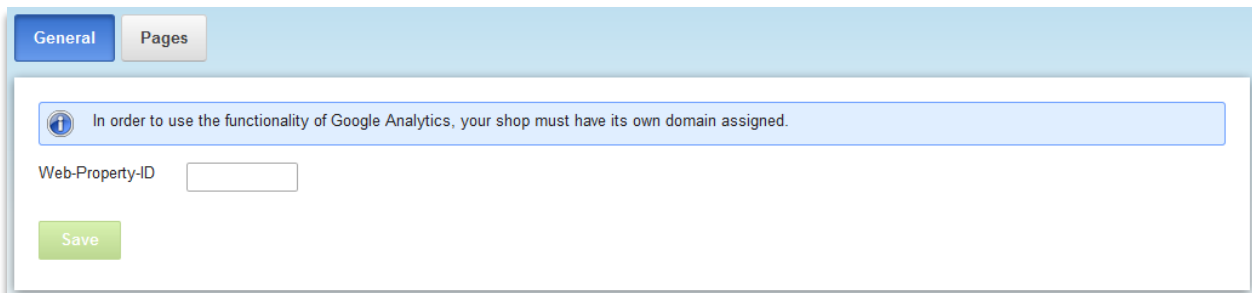 General Pages
In order to use the functionality of Google Analytics, your shop must have its own domain assigned.
Web-Property-ID
Save